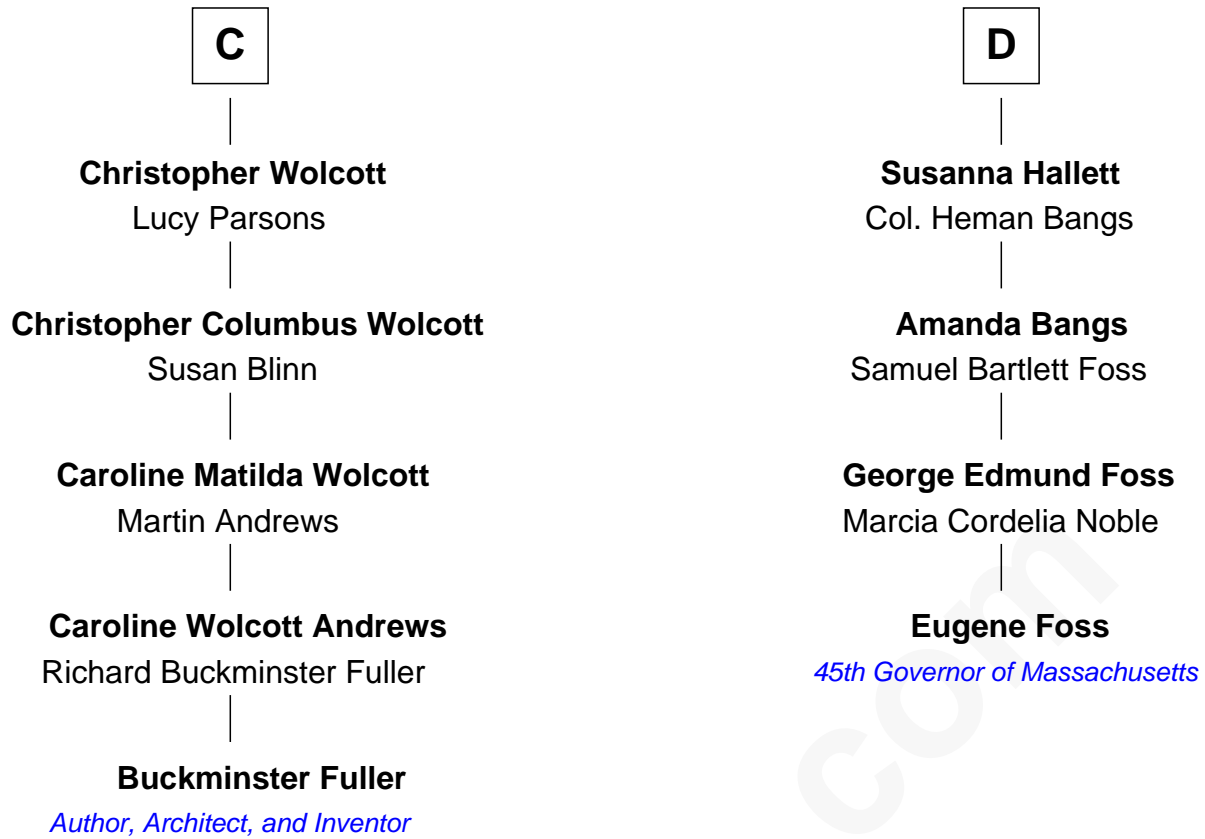 C
Christopher Wolcott
Lucy Parsons
Christopher Columbus Wolcott
Susan Blinn
Caroline Matilda Wolcott
Martin Andrews
Caroline Wolcott Andrews
Richard Buckminster Fuller
Buckminster Fuller
Author, Architect, and Inventor
D
Susanna Hallett
Col. Heman Bangs
Amanda Bangs
Samuel Bartlett Foss
George Edmund Foss
Marcia Cordelia Noble
Eugene Foss
45th Governor of Massachusetts
com